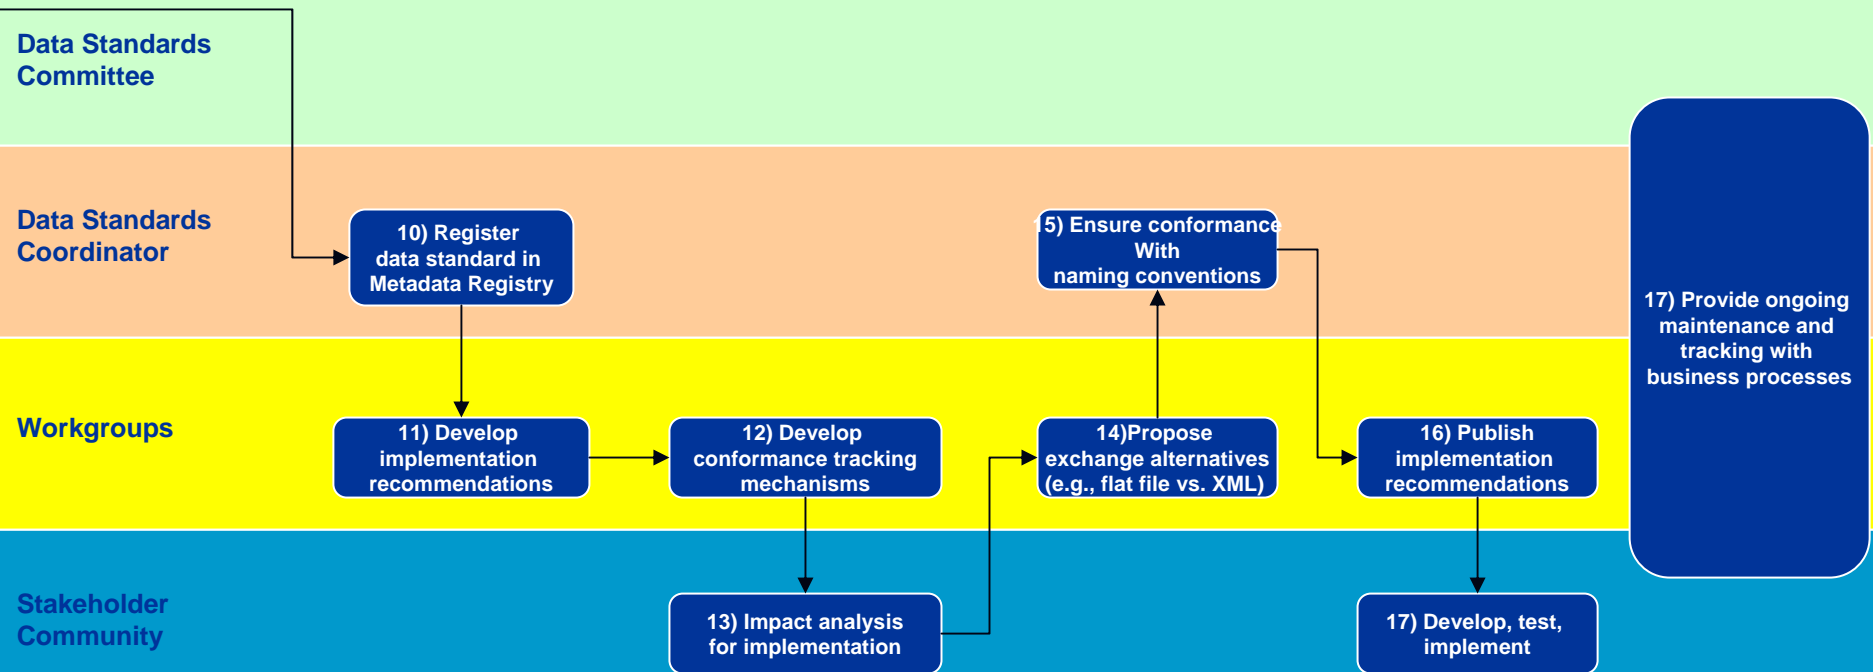 Data Standards
Committee
Data Standards
Coordinator
10) Register
data standard in
Metadata Registry
15) Ensure conformance
With
naming conventions
17) Provide ongoing
maintenance and
tracking with
business processes
Workgroups
11) Develop
implementation
recommendations
12) Develop
conformance tracking
mechanisms
14)Propose
exchange alternatives
(e.g., flat file vs. XML)
16) Publish
implementation
recommendations
Stakeholder
Community
13) Impact analysis
for implementation
17) Develop, test,
implement